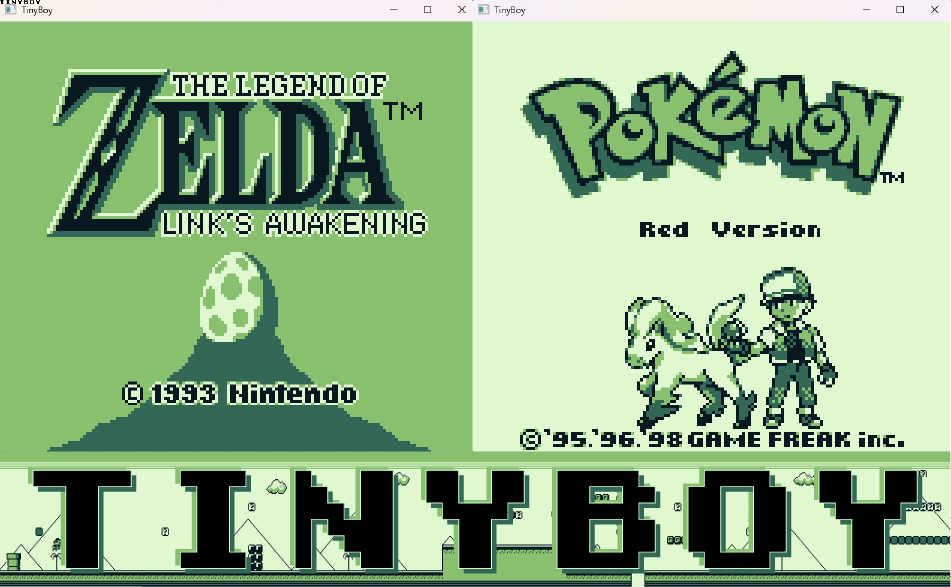 TINYBOY
TinyBoy
THE LEGEND OF
ZELDA™
LINK'S AWAKENING
© 1993 Nintendo
TinyBoy
POKéMON™
Red Version
©'95.'96.'98 GAME FREAK inc.
TINYBOY